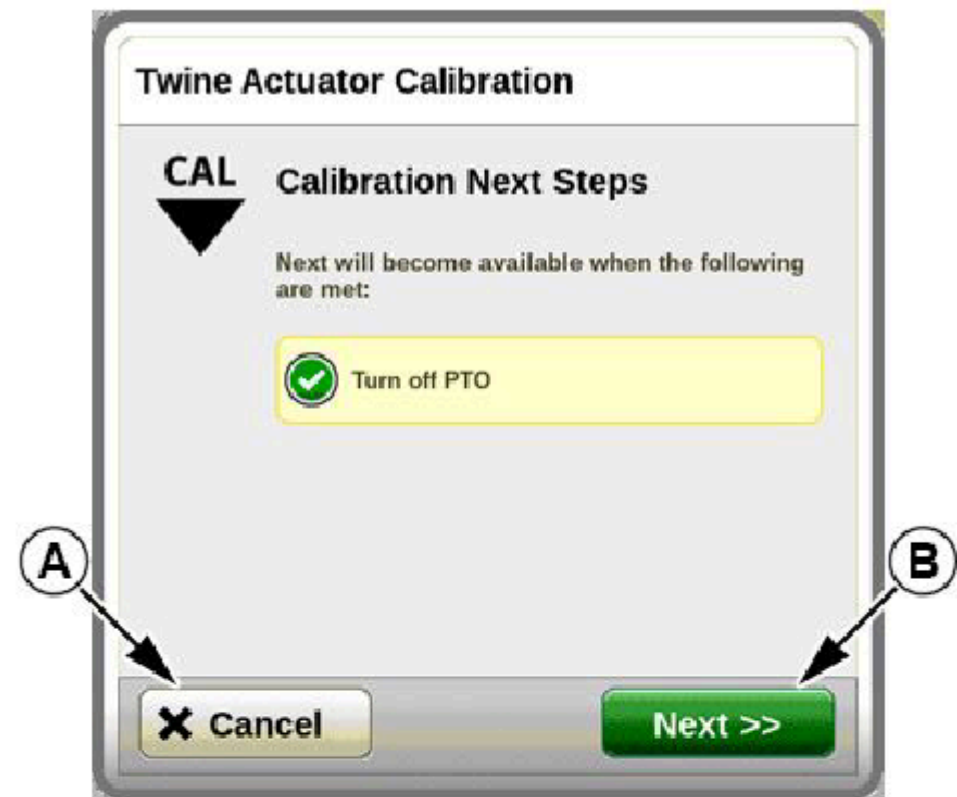 Twine Actuator Calibration
CAL
Calibration Next Steps
Next will become available when the following
are met:
Turn off PTO
A
B
Cancel
Next >>